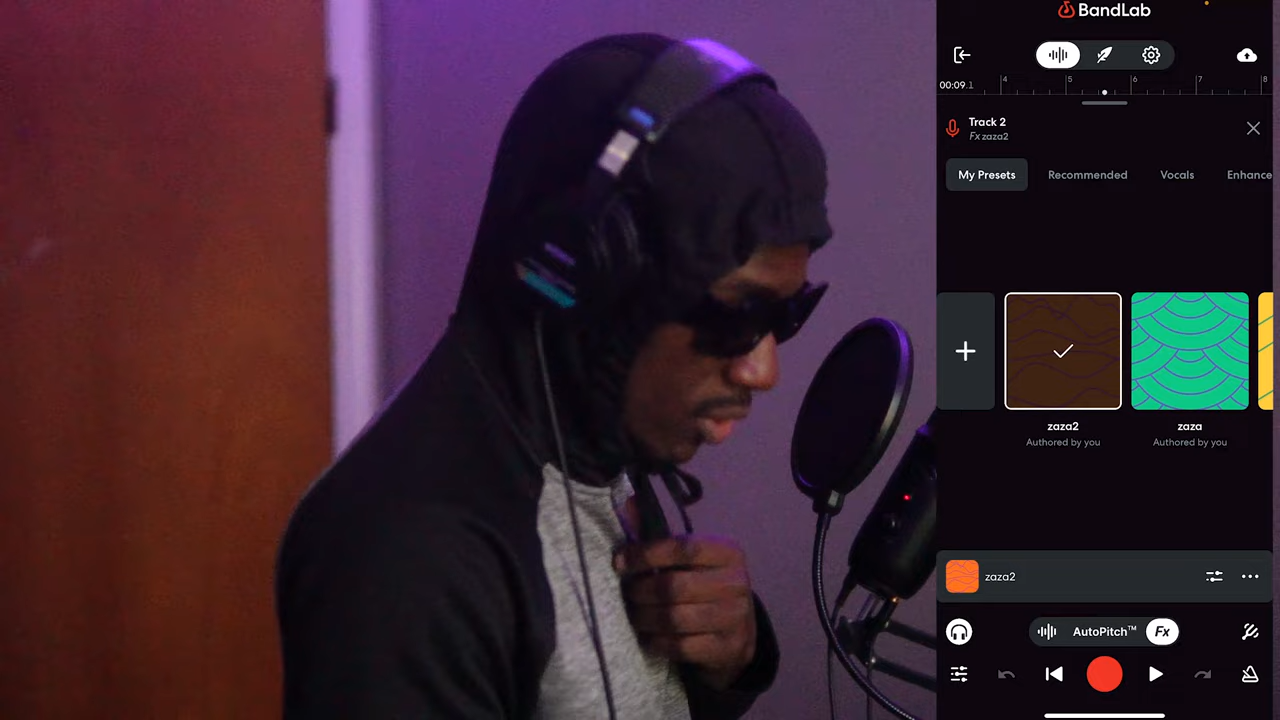 BandLab
00:09.1
4 5 6 7 8
Track 2
Fx zaza2
My Presets Recommended Vocals Enhance
zaza2 zaza
Authored by you Authored by you
zaza2
AutoPitch™ Fx